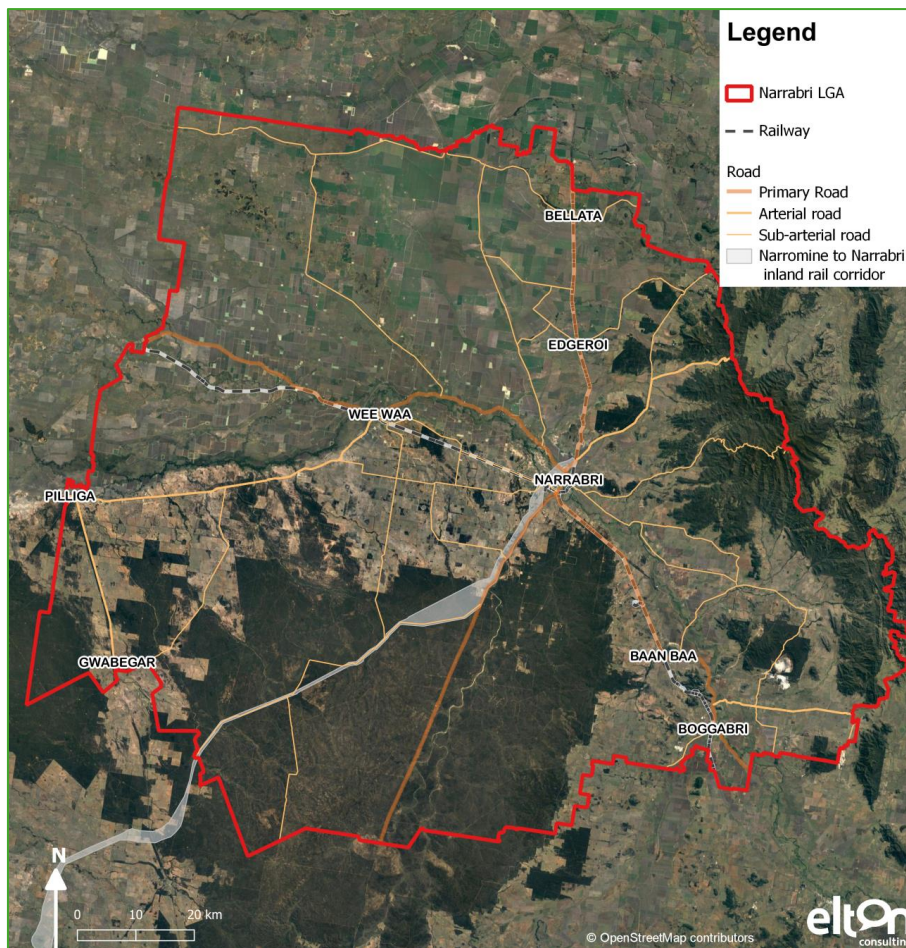 Legend
Narrabri LGA
Railway
Road
Primary Road
Arterial road
Sub-arterial road
Narromine to Narrabri
inland rail corridor
BELLATA
EDGEROI
WEE WAA
NARRABRI
PILLIGA
GWABEGAR
BAAN BAA
BOGGABRI
N
0 10 20 km
© OpenStreetMap contributors
elton
consulting